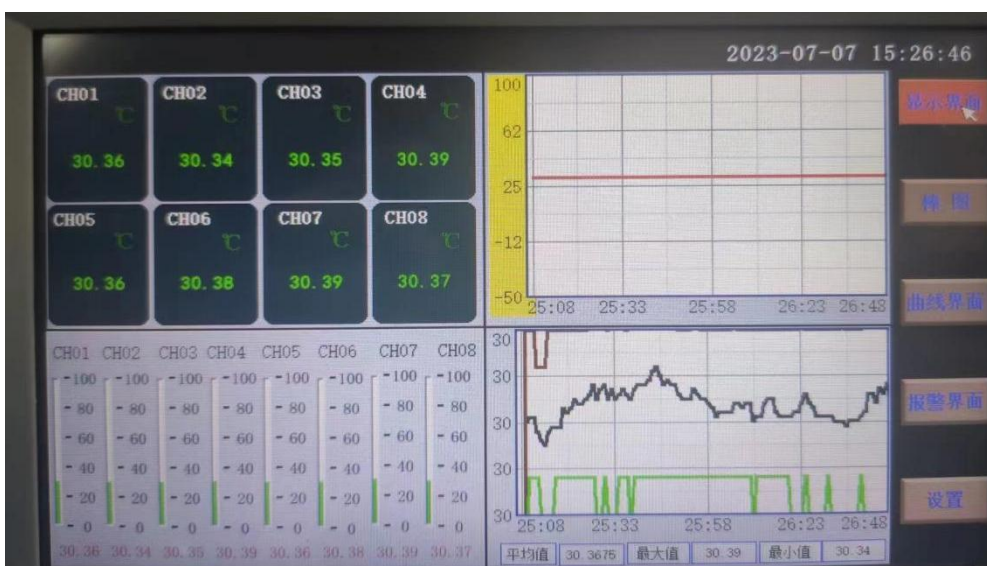 2023-07-07 15:26:46
CH01 CH02 CH03 CH04
℃ ℃ ℃ ℃
30.36 30.34 30.35 30.39
CH05 CH06 CH07 CH08
℃ ℃ ℃ ℃
30.36 30.38 30.39 30.37
100
62
25
-12
-50
25:08 25:33 25:58 26:23 26:48
显示界面
棒图
曲线界面
报警界面
设置
CH01 CH02 CH03 CH04 CH05 CH06 CH07 CH08
-100 -100 -100 -100 -100 -100 -100 -100
- 80 - 80 - 80 - 80 - 80 - 80 - 80 - 80
- 60 - 60 - 60 - 60 - 60 - 60 - 60 - 60
- 40 - 40 - 40 - 40 - 40 - 40 - 40 - 40
- 20 - 20 - 20 - 20 - 20 - 20 - 20 - 20
- 0 - 0 - 0 - 0 - 0 - 0 - 0 - 0
30.36 30.34 30.35 30.39 30.36 30.38 30.39 30.37
30
30
30
30
30
25:08 25:33 25:58 26:23 26:48
平均值 30.3675 最大值 30.39 最小值 30.34